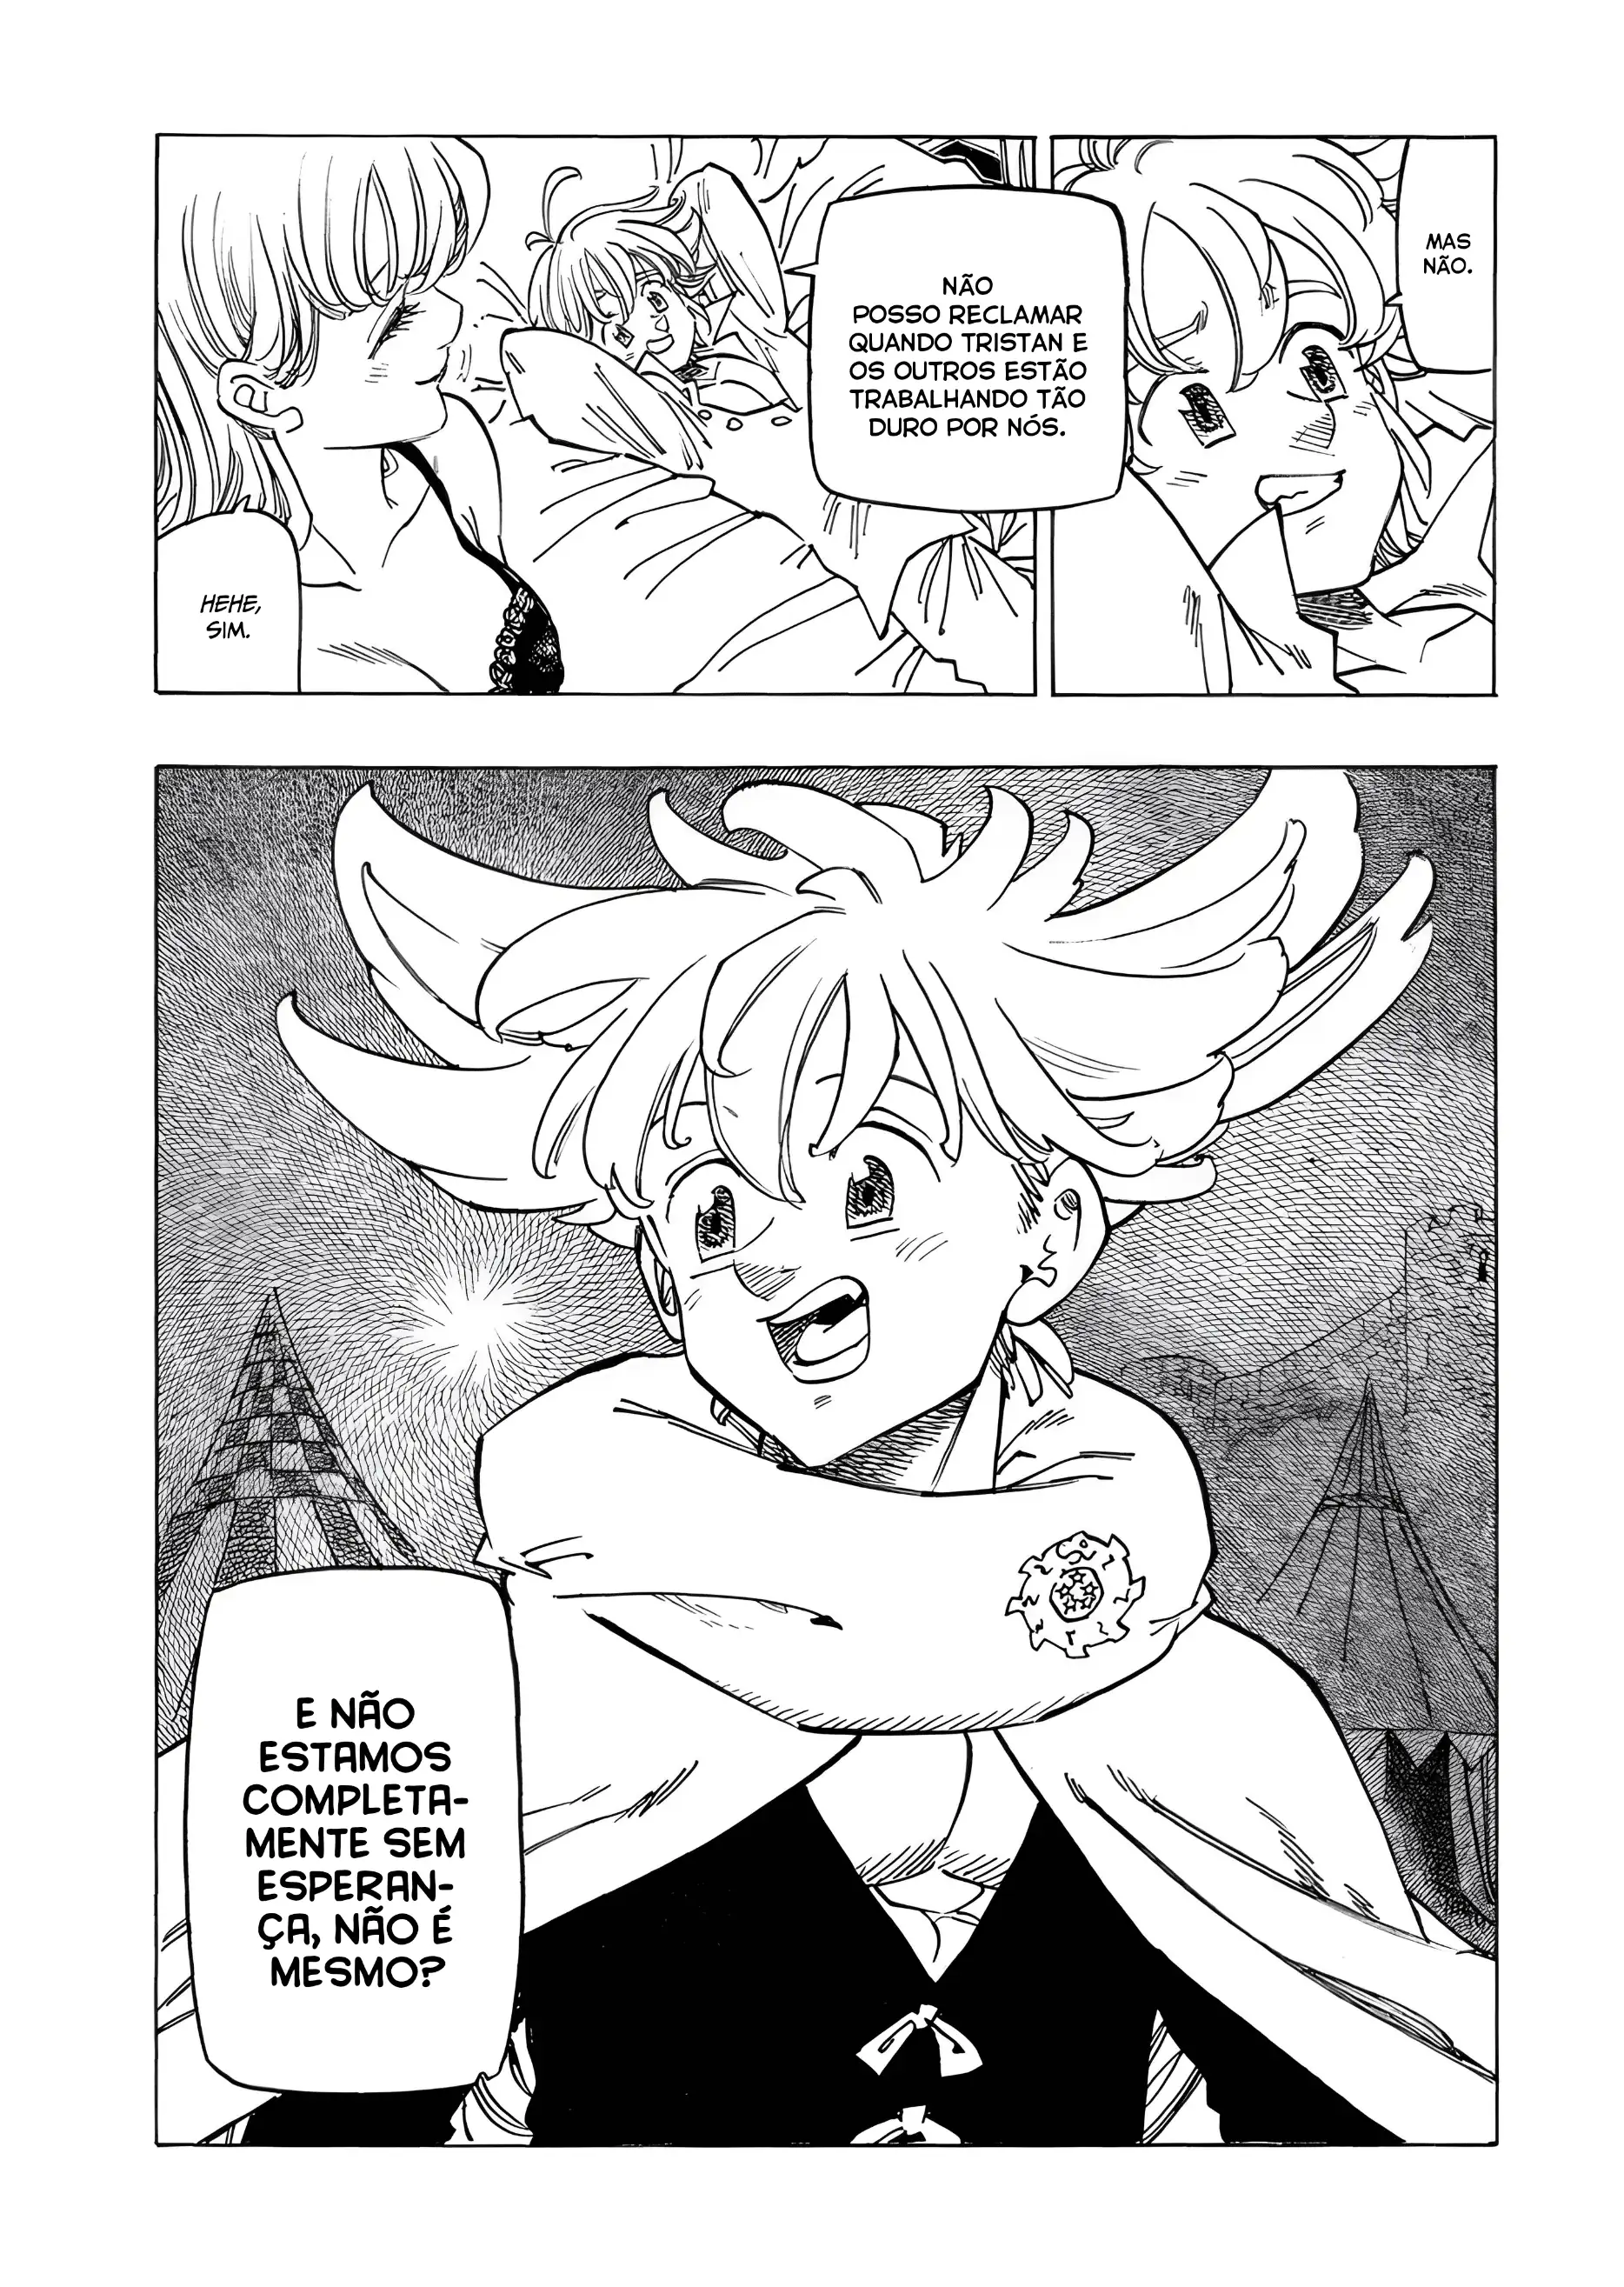 MAS
NÃO.
NÃO
POSSO RECLAMAR
QUANDO TRISTAN E
OS OUTROS ESTÃO
TRABALHANDO TÃO
DURO POR NÓS.
HEHE,
SIM.
E NÃO
ESTAMOS
COMPLETA-
MENTE SEM
ESPERAN-
ÇA, NÃO É
MESMO?